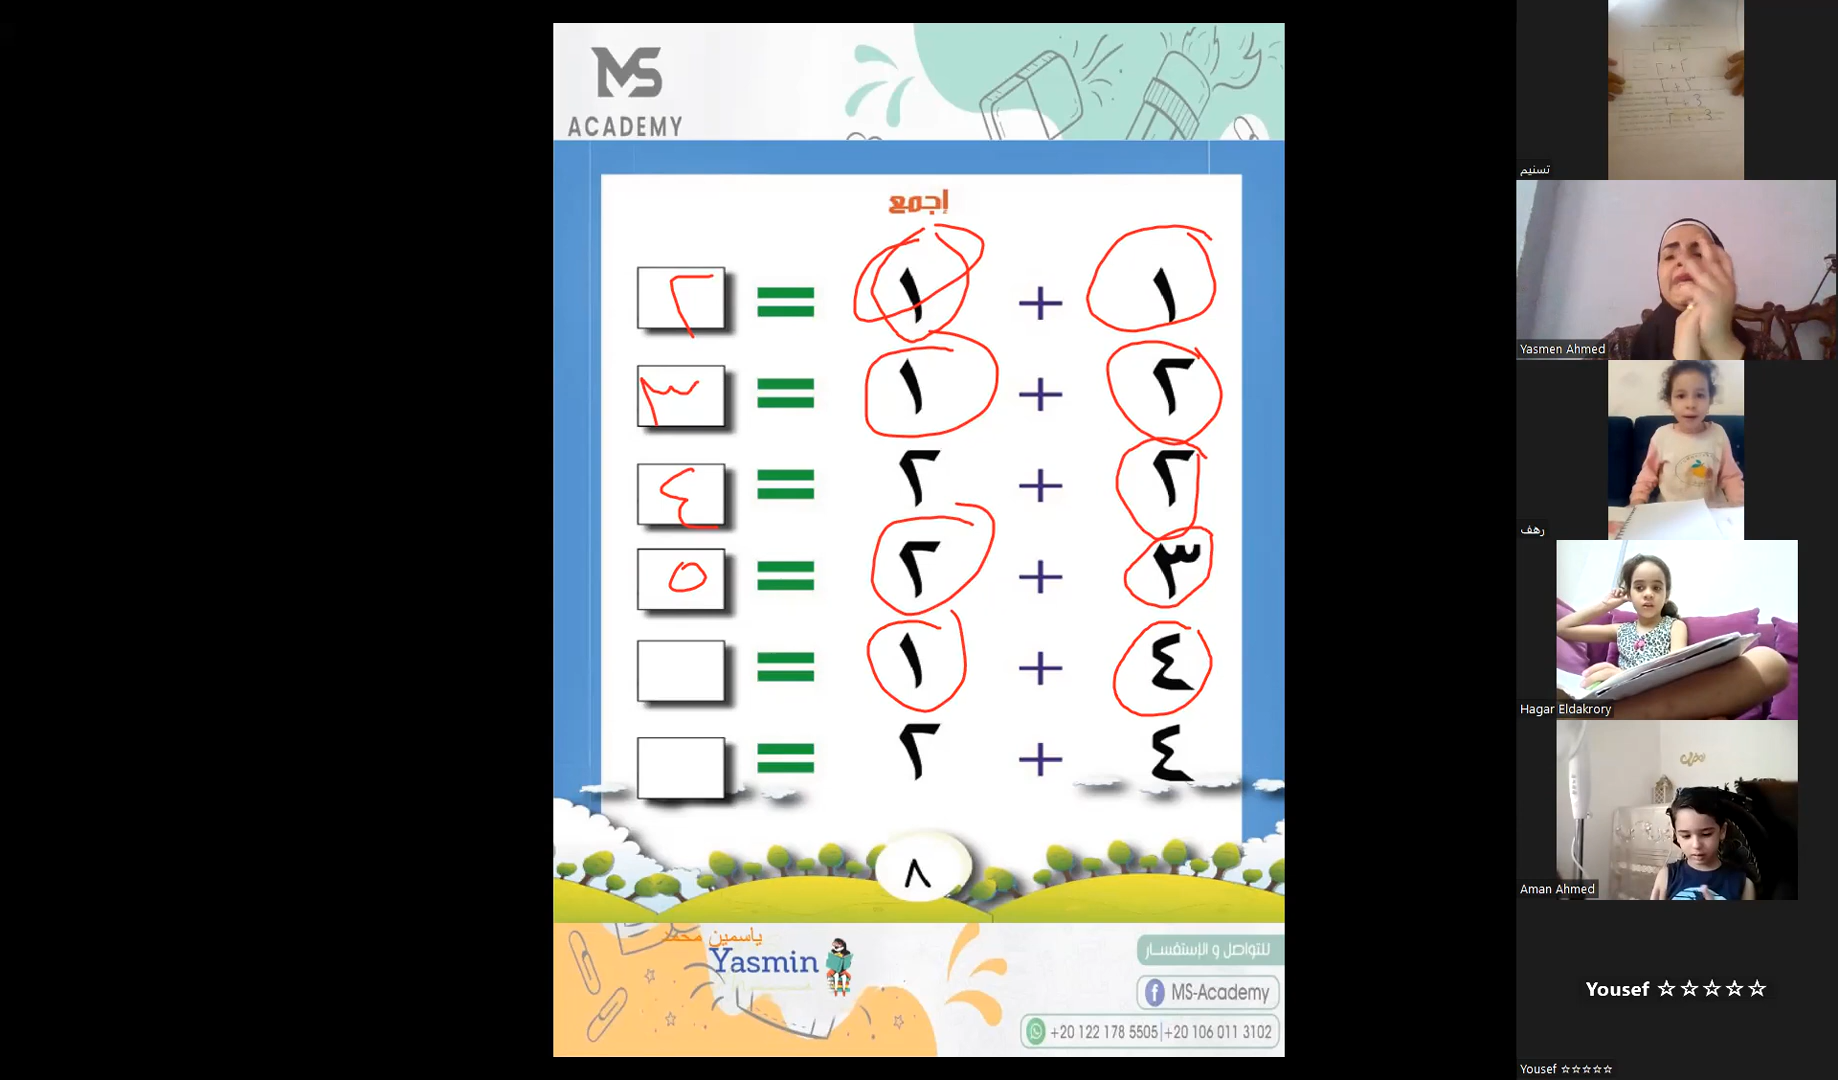 MS
ACADEMY
إجمع
١ + ١ = ٢
٢ + ١ = ٣
٢ + ٢ = ٤
٣ + ٢ = ٥
٤ + ١ =
٤ + ٢ =
٨
ياسمين محمد
Yasmin
للتواصل و الإستفسار
MS-Academy
+20 122 178 5505 | +20 106 011 3102
تسنيم
Yasmen Ahmed
رهف
Hagar Eldakrory
Aman Ahmed
Yousef ☆☆☆☆☆
Yousef ☆☆☆☆☆